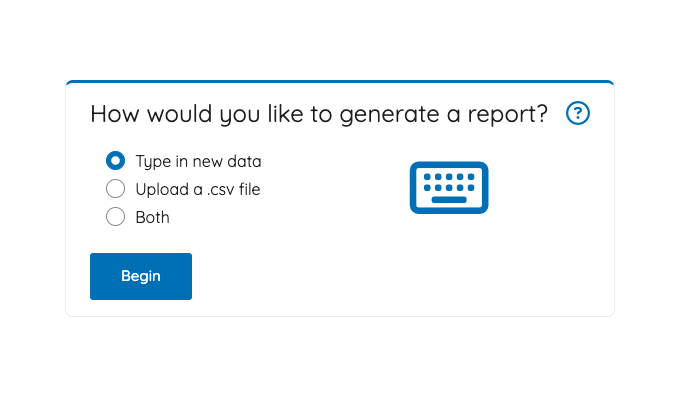 How would you like to generate a report? ?
Type in new data
Upload a .csv file
Both
Begin